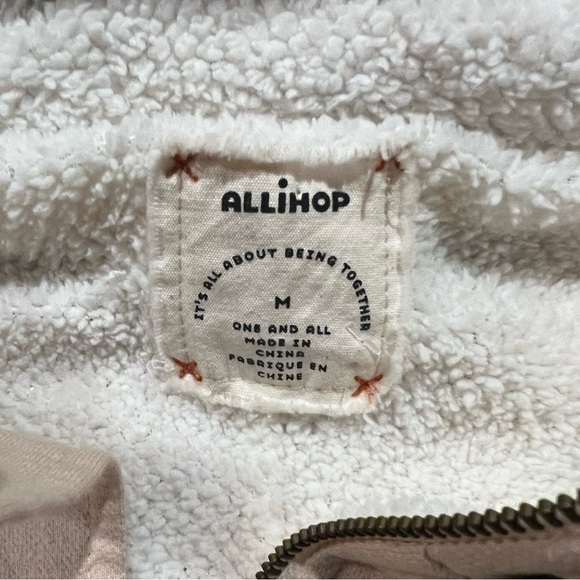 ALLiHOP
IT'S ALL ABOUT BEING TOGETHER
M
ONE AND ALL
MADE IN
CHINA
FABRIQUE EN
CHINE